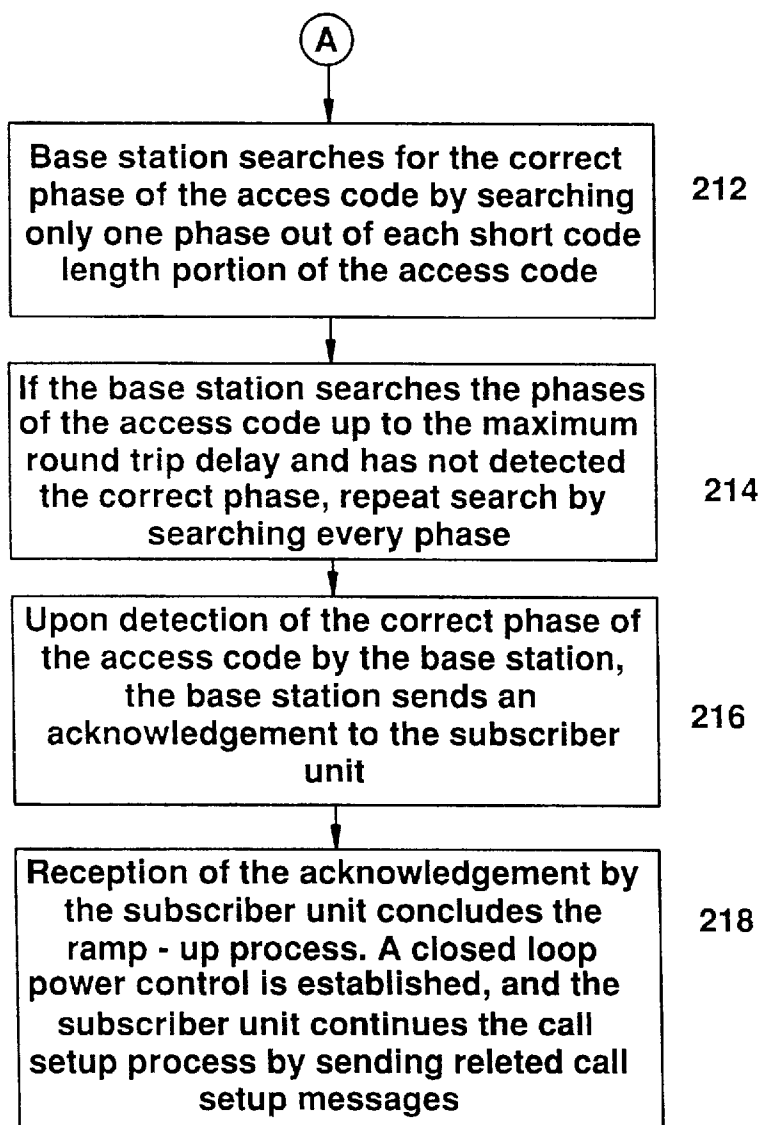 A
Base station searches for the correct
phase of the acces code by searching
only one phase out of each short code
length portion of the access code
212
If the base station searches the phases
of the access code up to the maximum
round trip delay and has not detected
the correct phase, repeat search by
searching every phase
214
Upon detection of the correct phase of
the access code by the base station,
the base station sends an
acknowledgement to the subscriber
unit
216
Reception of the acknowledgement by
the subscriber unit concludes the
ramp - up process. A closed loop
power control is established, and the
subscriber unit continues the call
setup process by sending releted call
setup messages
218